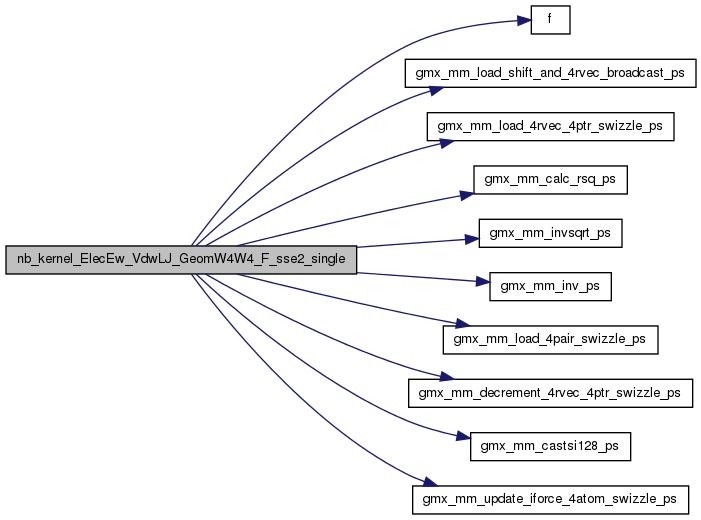 f
gmx_mm_load_shift_and_4rvec_broadcast_ps
gmx_mm_load_4rvec_4ptr_swizzle_ps
gmx_mm_calc_rsq_ps
gmx_mm_invsqrt_ps
nb_kernel_ElecEw_VdwLJ_GeomW4W4_F_sse2_single
gmx_mm_inv_ps
gmx_mm_load_4pair_swizzle_ps
gmx_mm_decrement_4rvec_4ptr_swizzle_ps
gmx_mm_castsi128_ps
gmx_mm_update_iforce_4atom_swizzle_ps